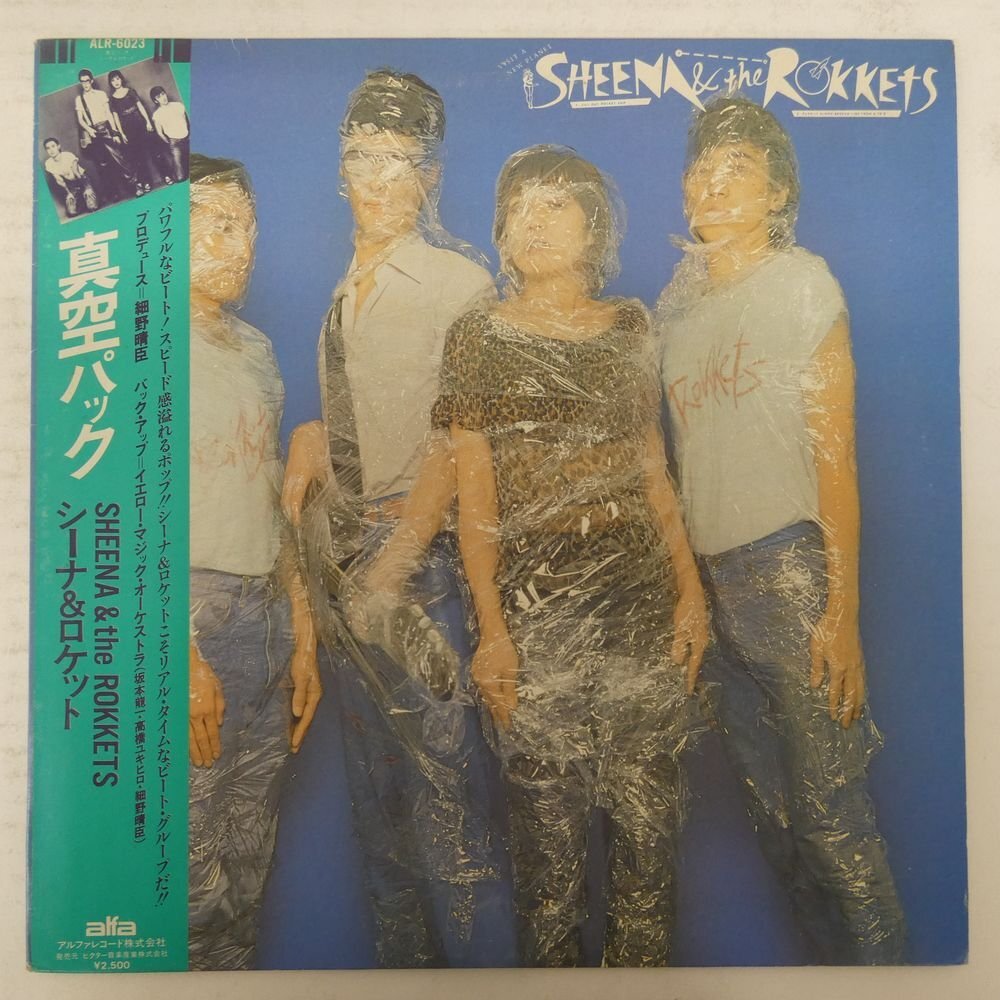 ALR-6023
真空パック
SHEENA & the ROKKETS
シーナ&ロケット
パワフルなビート!スピード感溢れるポップ!!シーナ&ロケットこそリアル・タイムなビート・グループだ!!
プロデュース=細野晴臣 バック・アップ=イエロー・マジック・オーケストラ(坂本龍一・高橋ユキヒロ・細野晴臣)
alfa
アルファレコード株式会社
発売元 ビクター音楽産業株式会社
¥2,500
VISIT A
NEW PLANET
SHEENA & the ROKKETS
ROKKETS